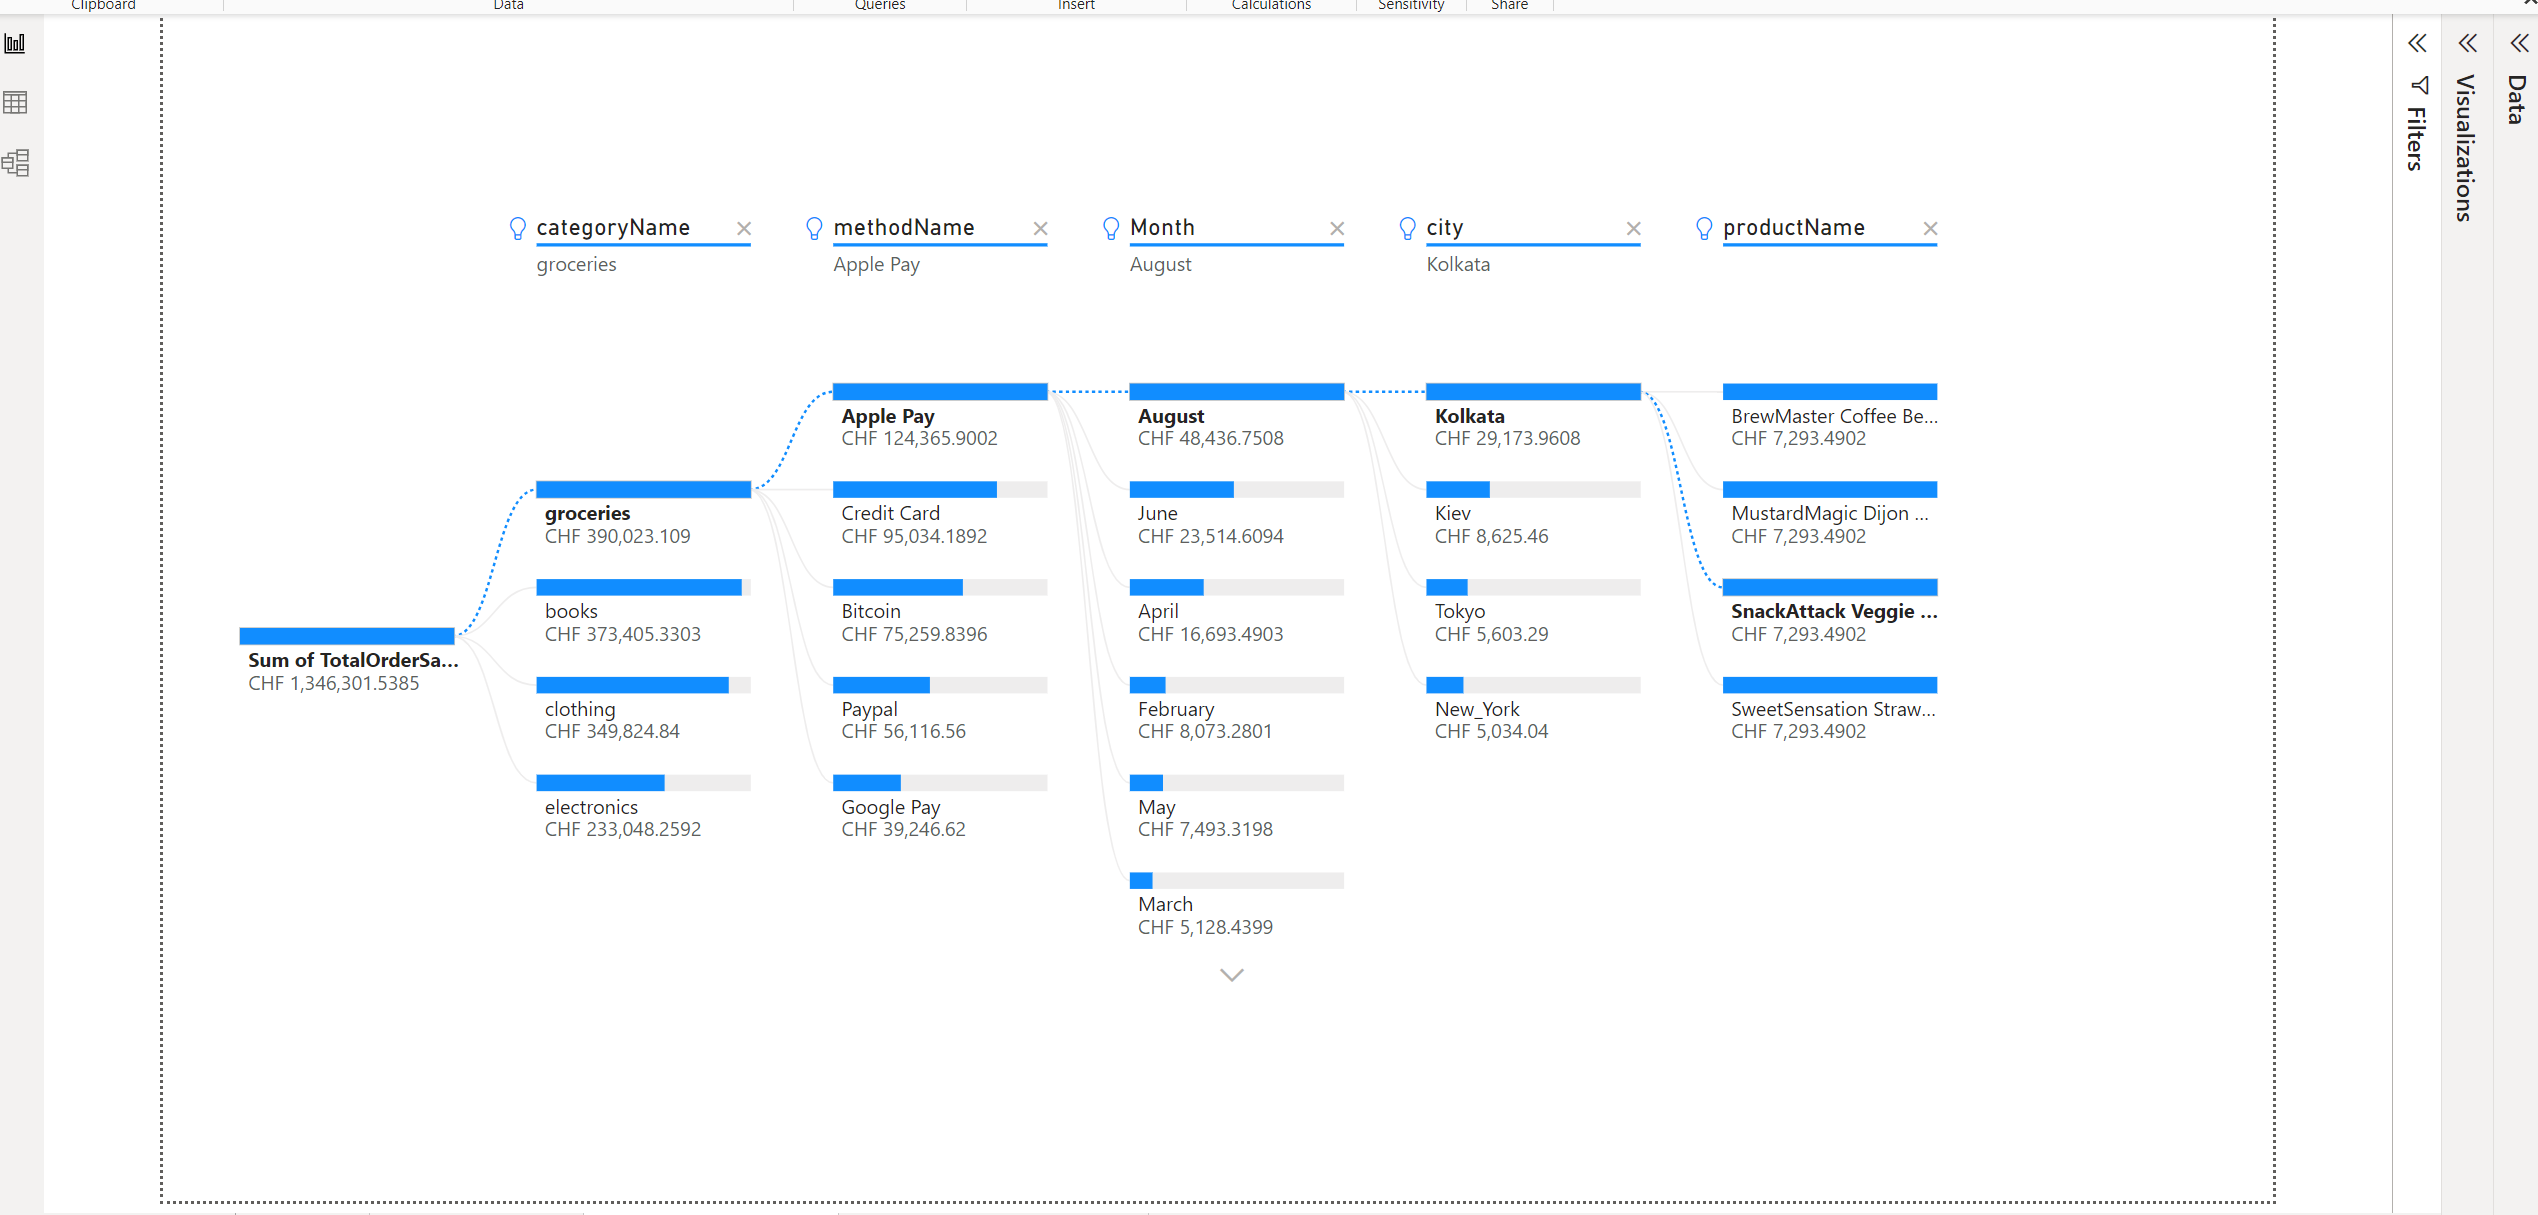 Clipboard
Data
Queries
Insert
Calculations
Sensitivity
Share
Filters
Visualizations
Data
categoryName
groceries
methodName
Apple Pay
Month
August
city
Kolkata
productName
Sum of TotalOrderSa...
CHF 1,346,301.5385
groceries
CHF 390,023.109
books
CHF 373,405.3303
clothing
CHF 349,824.84
electronics
CHF 233,048.2592
Apple Pay
CHF 124,365.9002
Credit Card
CHF 95,034.1892
Bitcoin
CHF 75,259.8396
Paypal
CHF 56,116.56
Google Pay
CHF 39,246.62
August
CHF 48,436.7508
June
CHF 23,514.6094
April
CHF 16,693.4903
February
CHF 8,073.2801
May
CHF 7,493.3198
March
CHF 5,128.4399
Kolkata
CHF 29,173.9608
Kiev
CHF 8,625.46
Tokyo
CHF 5,603.29
New_York
CHF 5,034.04
BrewMaster Coffee Be...
CHF 7,293.4902
MustardMagic Dijon ...
CHF 7,293.4902
SnackAttack Veggie ...
CHF 7,293.4902
SweetSensation Straw...
CHF 7,293.4902